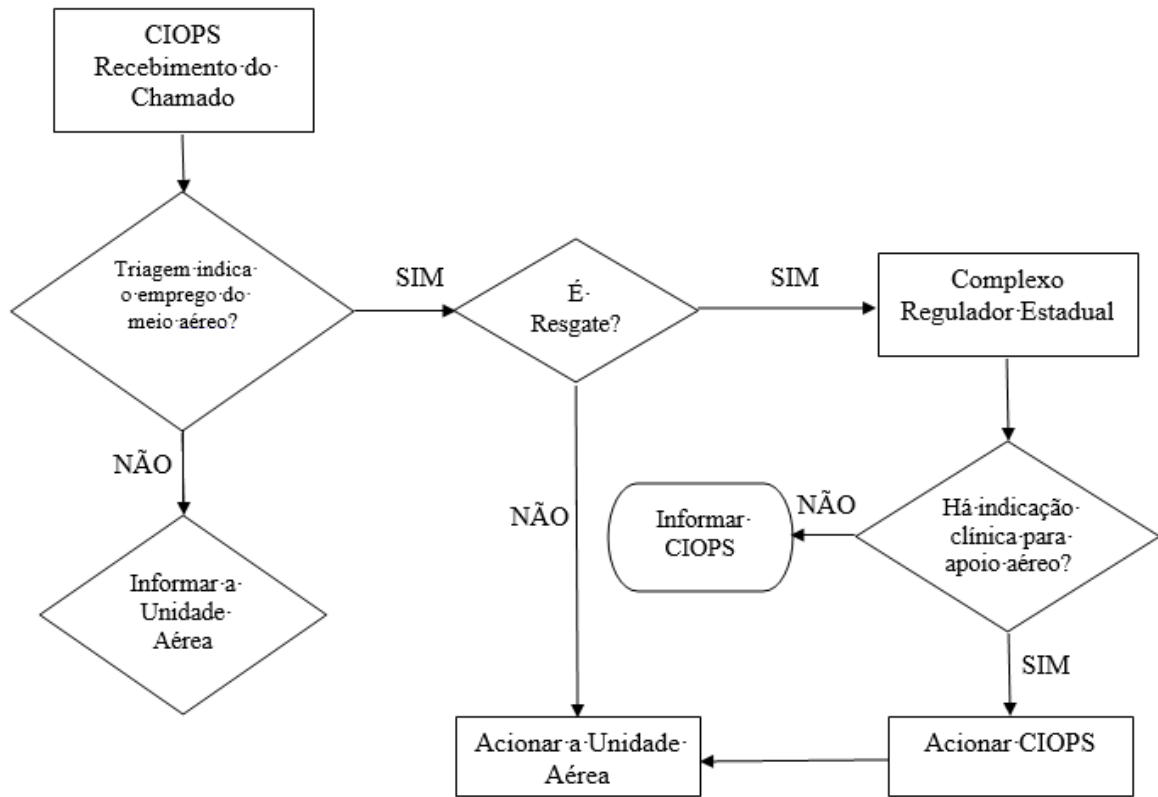 CIOPS
Recebimento·do·
Chamado
Triagem·indica·
o·emprego·do·
meio·aéreo?
SIM
É·
Resgate?
SIM
Complexo·
Regulador·Estadual
NÃO
Informar·a·
Unidade·
Aérea
NÃO
Informar·
CIOPS
NÃO
Há·indicação·
clínica·para·
apoio·aéreo?
SIM
Acionar·a·Unidade·
Aérea
Acionar·CIOPS